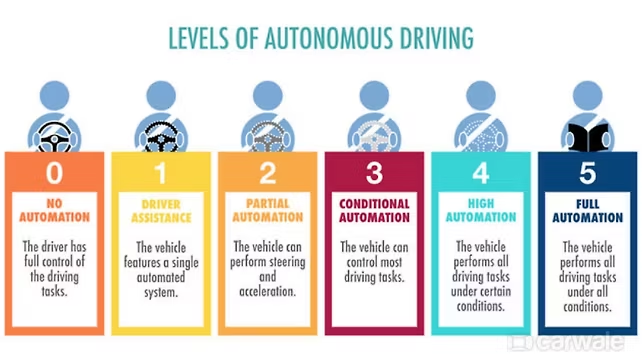 LEVELS OF AUTONOMOUS DRIVING
0
NO
AUTOMATION
The driver has
full control of
the driving
tasks.
1
DRIVER
ASSISTANCE
The vehicle
features a single
automated
system.
2
PARTIAL
AUTOMATION
The vehicle can
perform steering
and
acceleration.
3
CONDITIONAL
AUTOMATION
The vehicle can
control most
driving tasks.
4
HIGH
AUTOMATION
The vehicle
performs all
driving tasks
under certain
conditions.
5
FULL
AUTOMATION
The vehicle
performs all
driving tasks
under all
conditions.
carwale